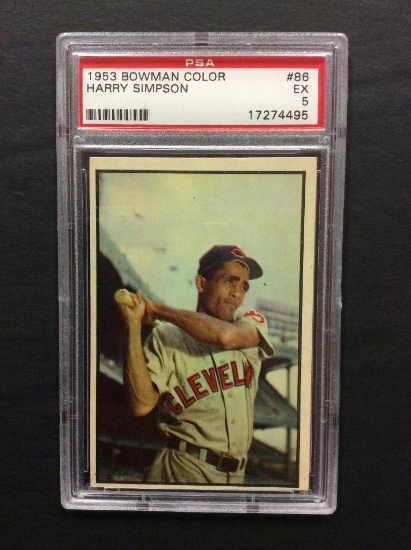 PSA
1953 BOWMAN COLOR #86
HARRY SIMPSON EX
5
17274495
CLEVELA